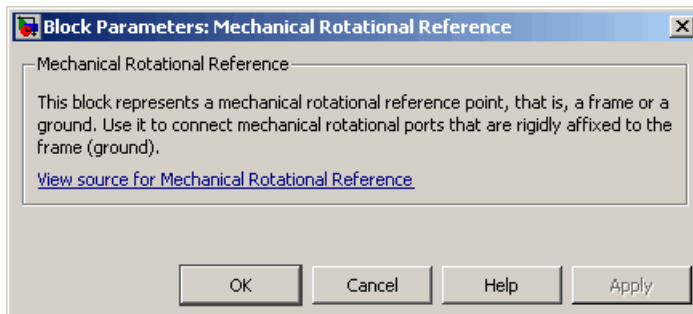 Block Parameters: Mechanical Rotational Reference
Mechanical Rotational Reference
This block represents a mechanical rotational reference point, that is, a frame or a
ground. Use it to connect mechanical rotational ports that are rigidly affixed to the
frame (ground).
View source for Mechanical Rotational Reference
OK Cancel Help Apply